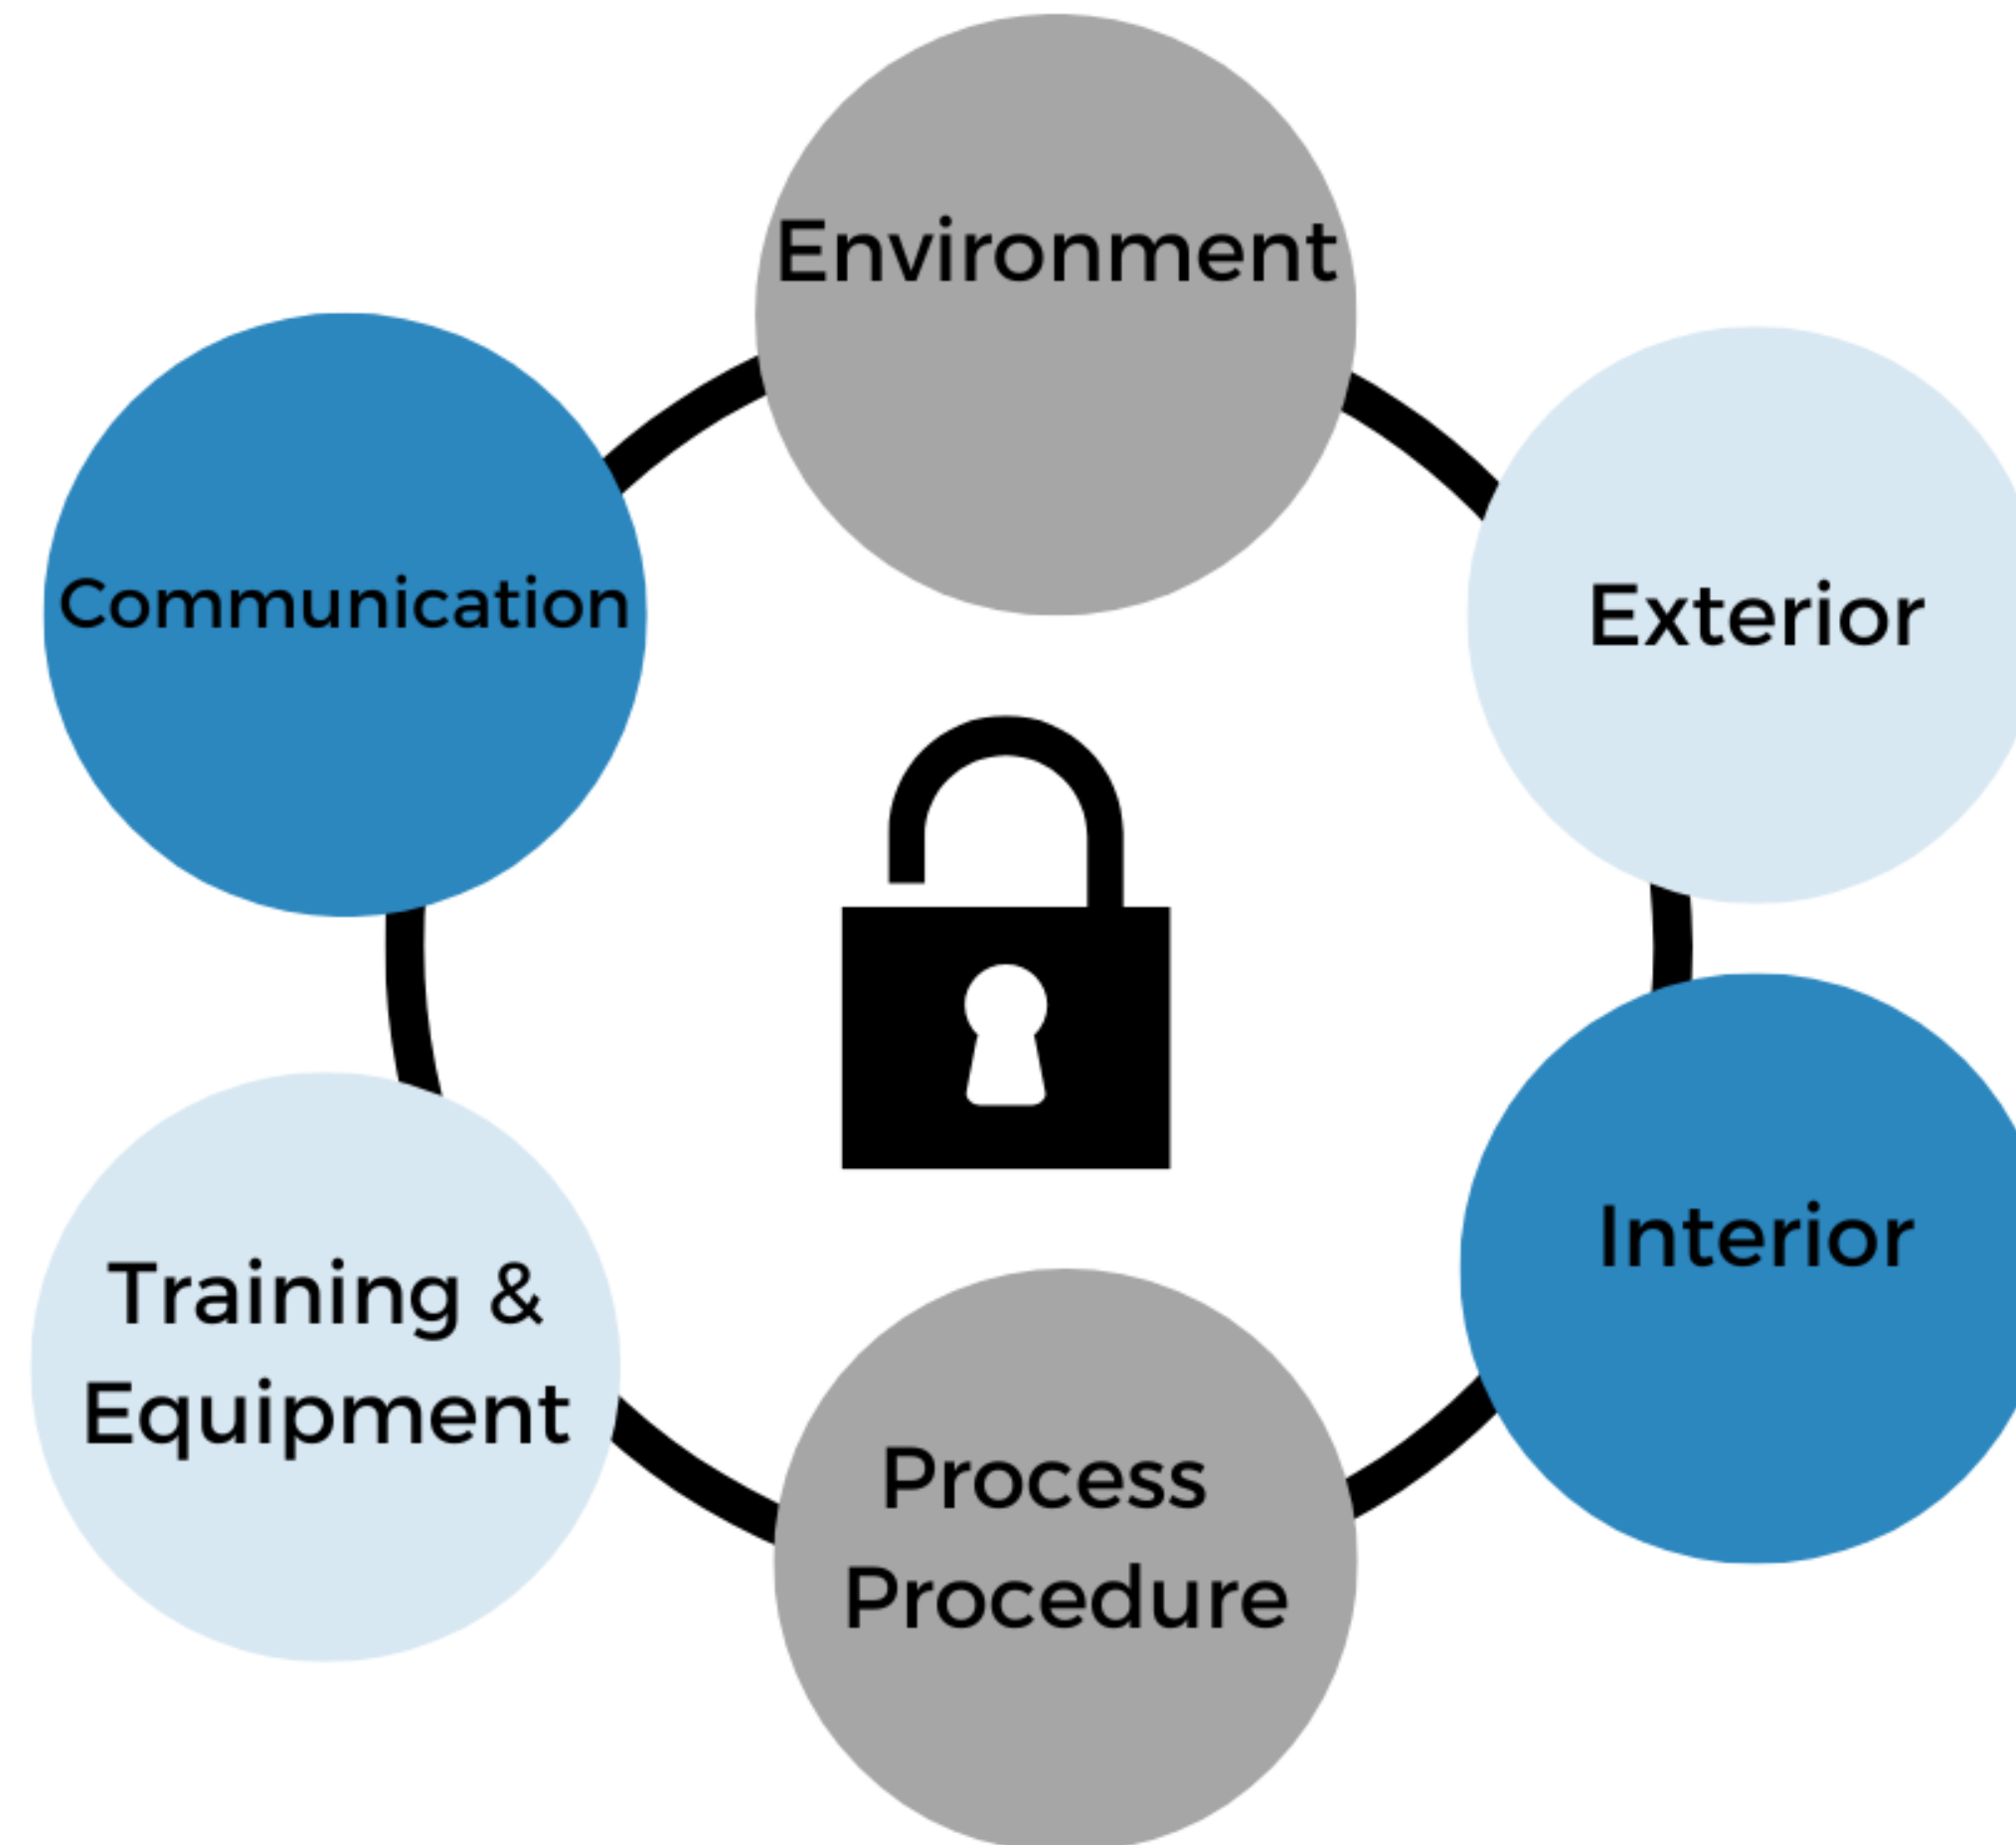 Environment
Communication
Exterior
Interior
Training &
Equipment
Process
Procedure